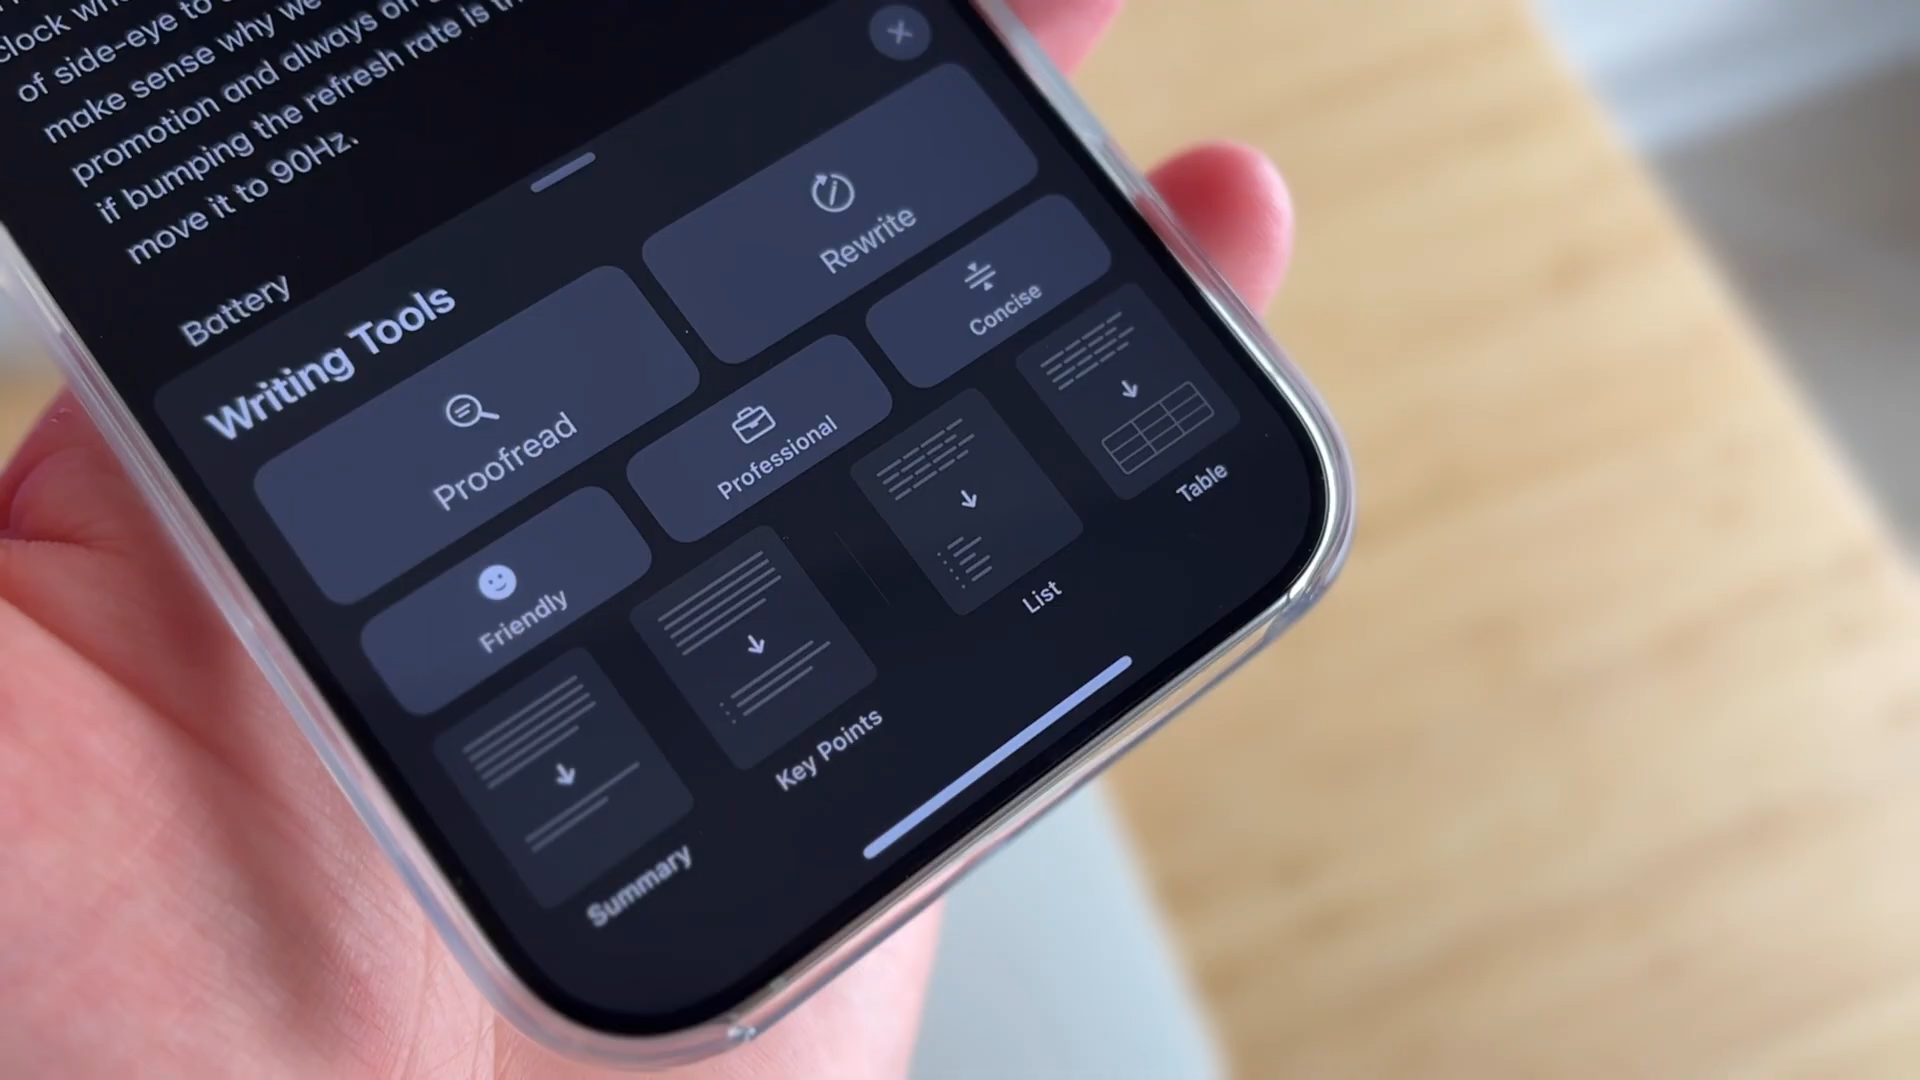 clock
of side-eye to
make sense why we
promotion and always on
if bumping the refresh rate is
move it to 90Hz.
Battery
Writing Tools
Proofread
Rewrite
Friendly
Professional
Concise
Summary
Key Points
List
Table